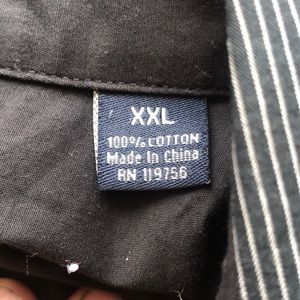 XXL
100% COTTON
Made In China
RN 119756